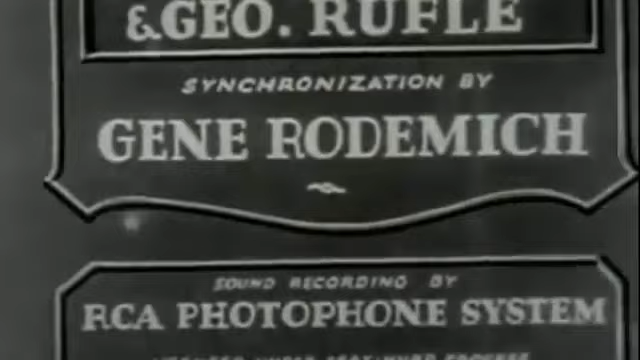 & GEO. RUFLE
SYNCHRONIZATION BY
GENE RODEMICH
SOUND RECORDING BY
RCA PHOTOPHONE SYSTEM